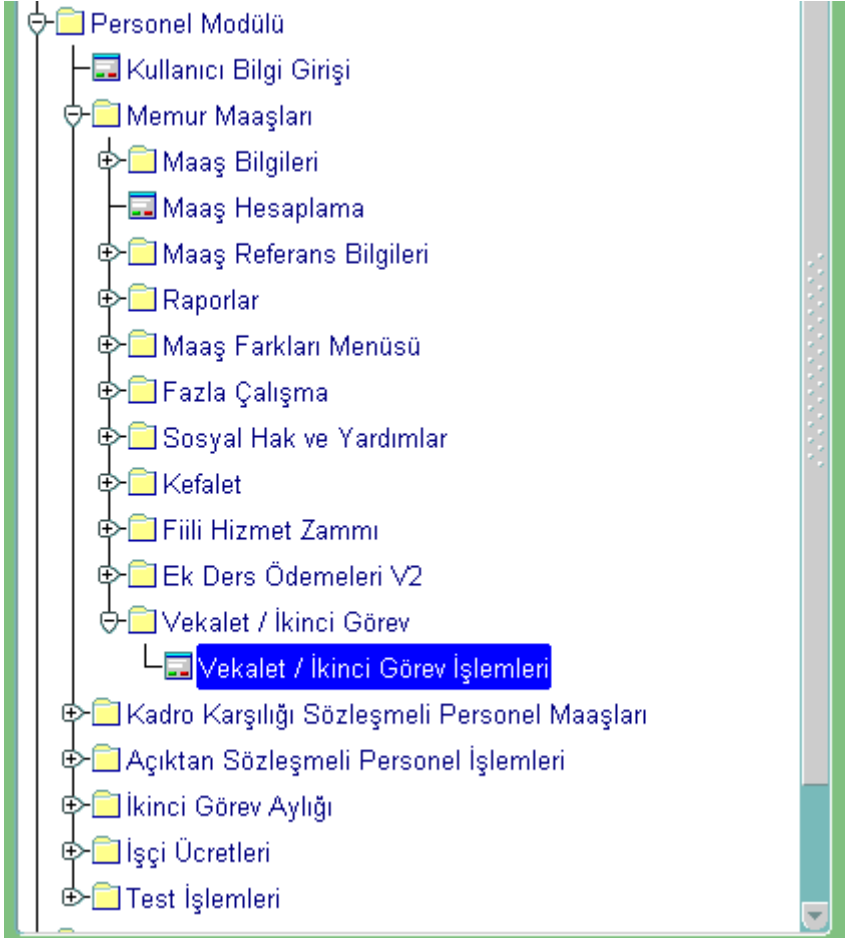 Personel Modülü
Kullanıcı Bilgi Girişi
Memur Maaşları
Maaş Bilgileri
Maaş Hesaplama
Maaş Referans Bilgileri
Raporlar
Maaş Farkları Menüsü
Fazla Çalışma
Sosyal Hak ve Yardımlar
Kefalet
Fiili Hizmet Zammı
Ek Ders Ödemeleri V2
Vekalet / İkinci Görev
Vekalet / İkinci Görev İşlemleri
Kadro Karşılığı Sözleşmeli Personel Maaşları
Açıktan Sözleşmeli Personel İşlemleri
İkinci Görev Aylığı
İşçi Ücretleri
Test İşlemleri